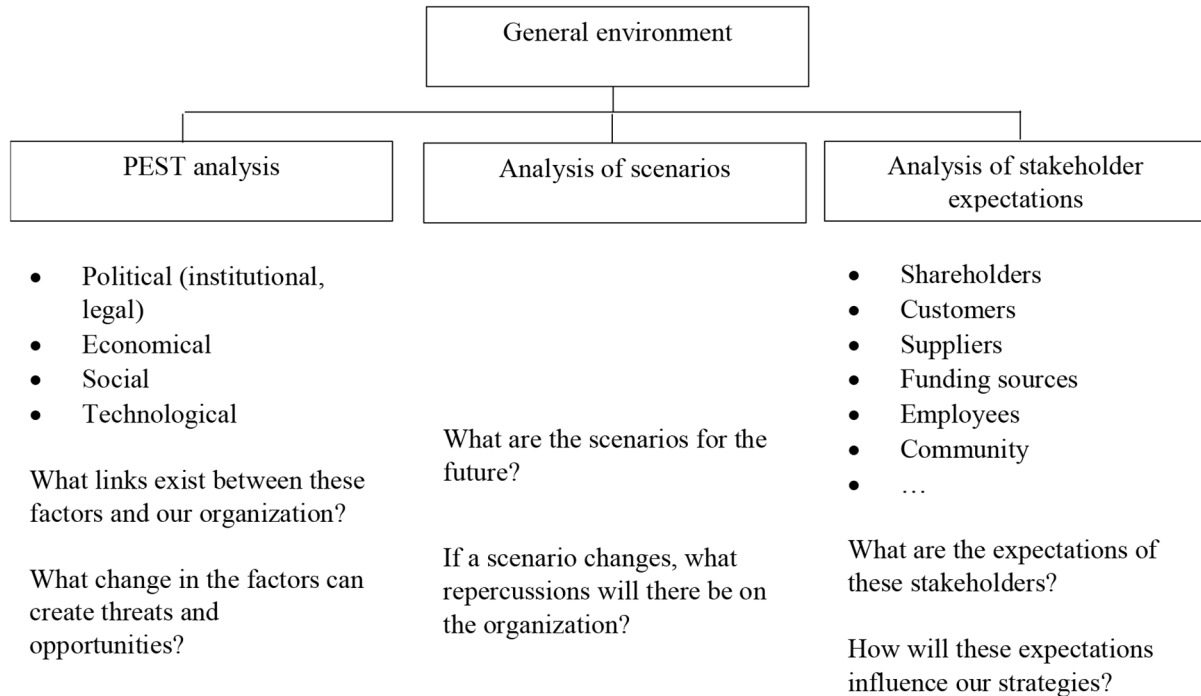 General environment
PEST analysis
Analysis of scenarios
Analysis of stakeholder
expectations
• Political (institutional,
legal)
• Economical
• Social
• Technological
What links exist between these
factors and our organization?
What change in the factors can
create threats and
opportunities?
What are the scenarios for the
future?
If a scenario changes, what
repercussions will there be on
the organization?
• Shareholders
• Customers
• Suppliers
• Funding sources
• Employees
• Community
• …
What are the expectations of
these stakeholders?
How will these expectations
influence our strategies?